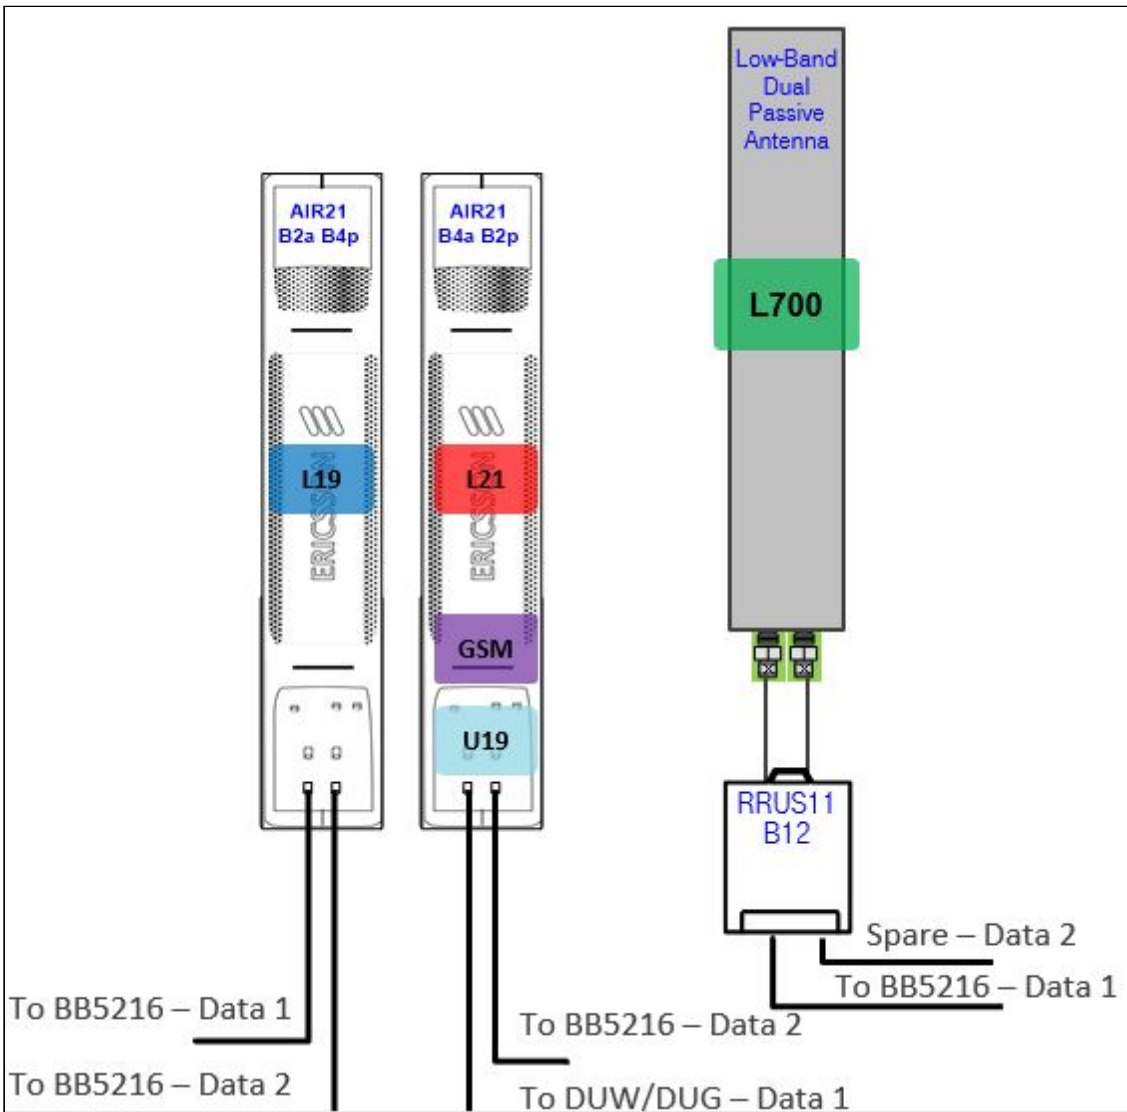 Low-Band
Dual
Passive
Antenna
AIR21
B2a B4p
AIR21
B4a B2p
L700
L19
L21
ERICSSON
ERICSSON
GSM
U19
RRUS11
B12
Spare – Data 2
To BB5216 – Data 1
To BB5216 – Data 1
To BB5216 – Data 2
To BB5216 – Data 2
To DUW/DUG – Data 1